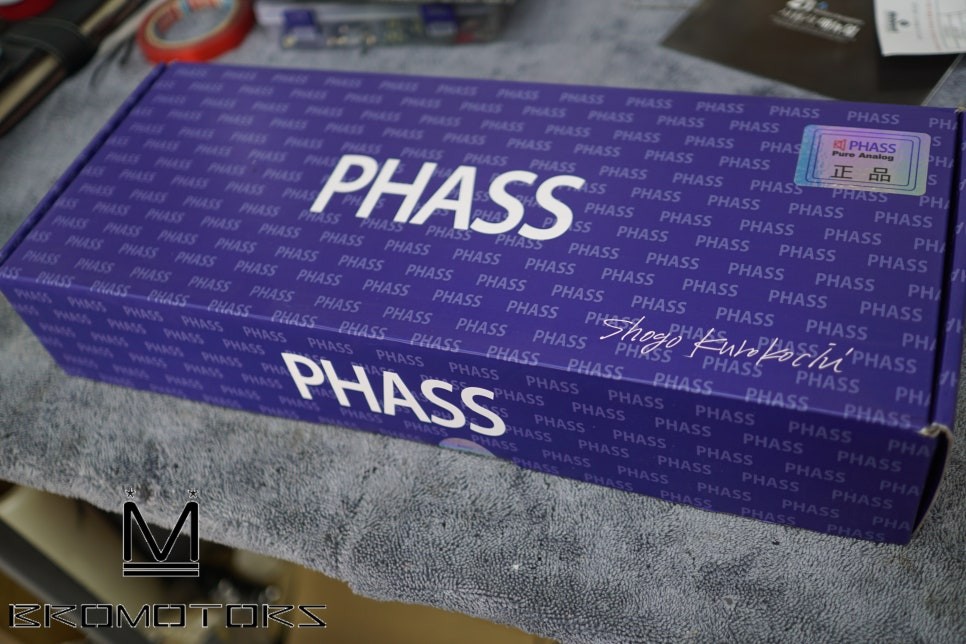 PHASS
PHASS
Pure Analog
正品
Shogo Kurokochi
PHASS
M
BROMOTORS